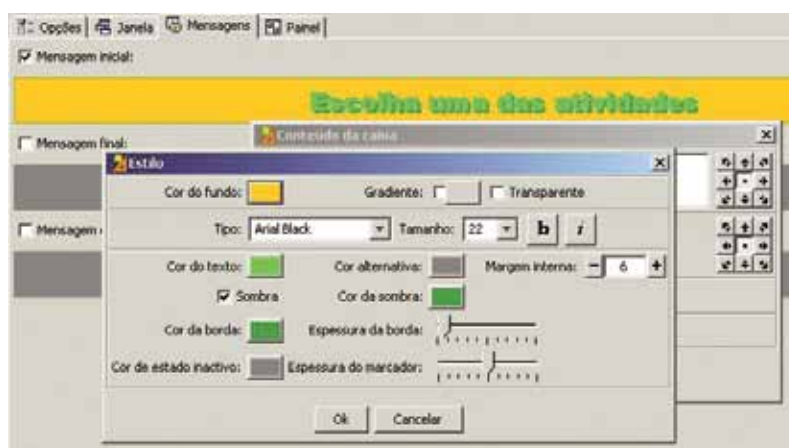 Opções Janela Mensagens Painel
Mensagem inicial:
Escolha uma das atividades
Mensagem final:
Conteúdo da caixa
Estilo
Cor do fundo: Gradiente: Transparente
Mensagem
Tipo: Arial Black Tamanho: 22 b i
Cor do texto: Cor alternativa: Margem interna: - 6 +
Sombra Cor da sombra:
Cor da borda: Espessura da borda:
Cor de estado inactivo: Espessura do marcador:
Ok Cancelar